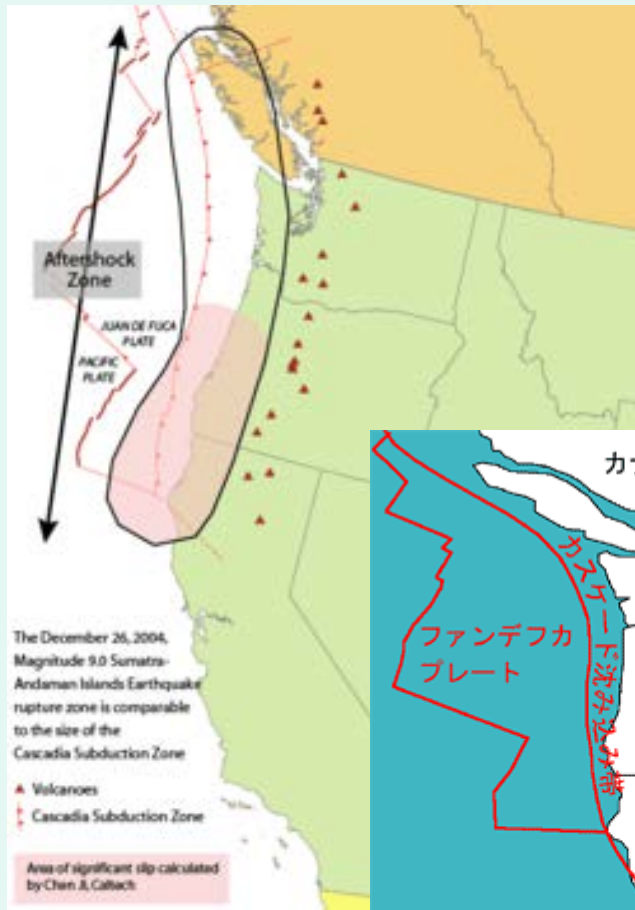 Aftershock
Zone
JUAN DE FUCA
PLATE
PACIFIC
PLATE
The December 26, 2004,
Magnitude 9.0 Sumatra-
Andaman Islands Earthquake
rupture zone is comparable
to the size of the
Cascadia Subduction Zone
Volcanoes
Cascadia Subduction Zone
Area of significant slip calculated
by Chen Ji, Caltech
カナ
カスケード沈み込み帯
ファンデフカ
プレート